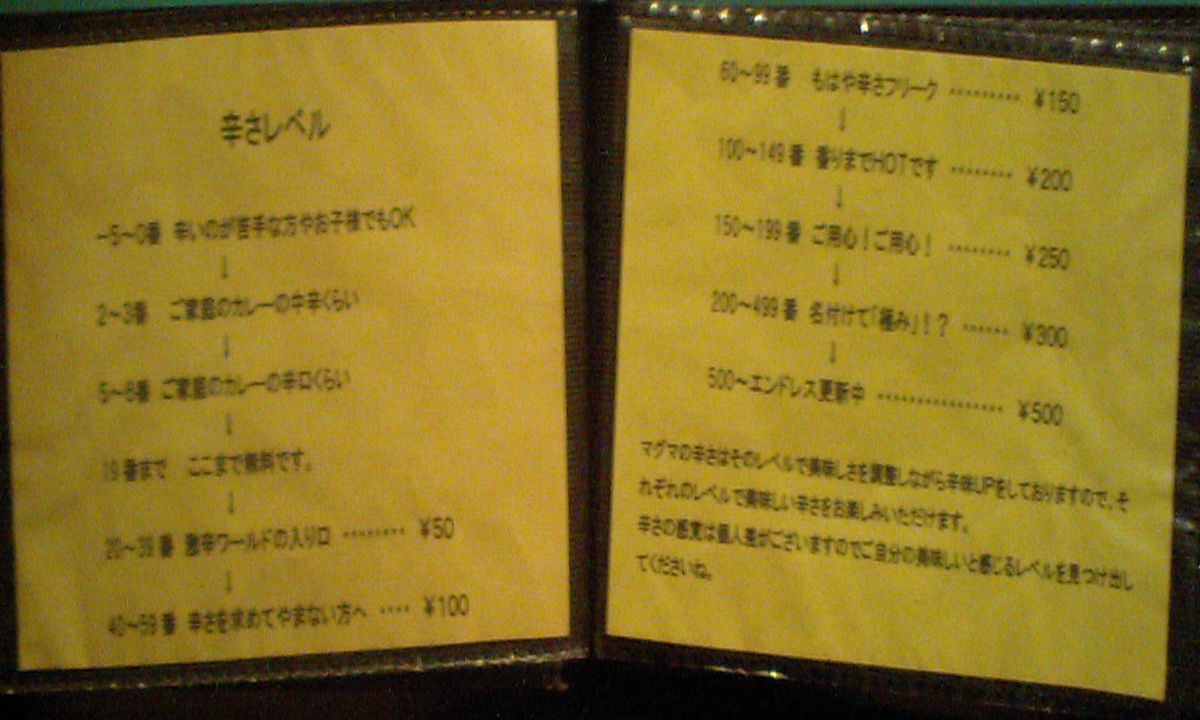 辛さレベル
−5〜0番 辛いのが苦手な方やお子様でもOK
↓
2〜3番 ご家庭のカレーの中辛くらい
↓
5〜6番 ご家庭のカレーの辛口くらい
↓
19番まで ここまで無料です。
↓
20〜39番 激辛ワールドの入り口 ········ ¥50
↓
40〜59番 辛さを求めてやまない方へ ···· ¥100
60〜99番 もはや辛さフリーク ········· ¥150
↓
100〜149番 香りまでHOTです ········ ¥200
↓
150〜199番 ご用心!ご用心! ········ ¥250
↓
200〜499番 名付けて「極み」!? ······ ¥300
↓
500〜エンドレス更新中 ················ ¥500
マグマの辛さはそのレベルで美味しさを調整しながら辛味UPをしておりますので、そ
れぞれのレベルで美味しい辛さをお楽しみいただけます。
辛さの感覚は個人差がございますのでご自分の美味しいと感じるレベルを見つけ出し
てくださいね。